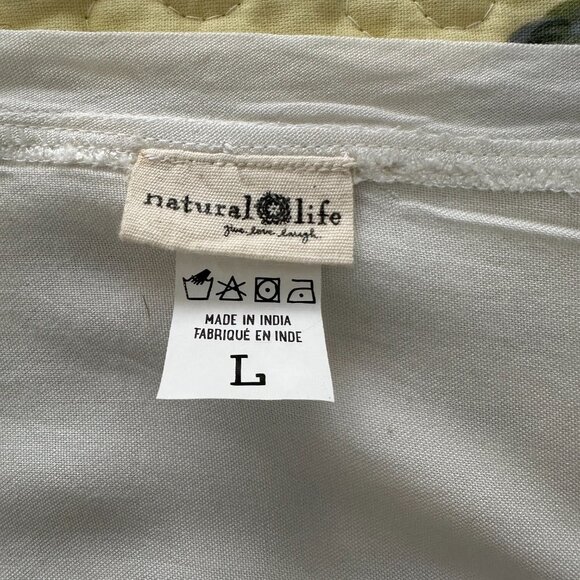 natural life
give. love. laugh.
MADE IN INDIA
FABRIQUÉ EN INDE
L